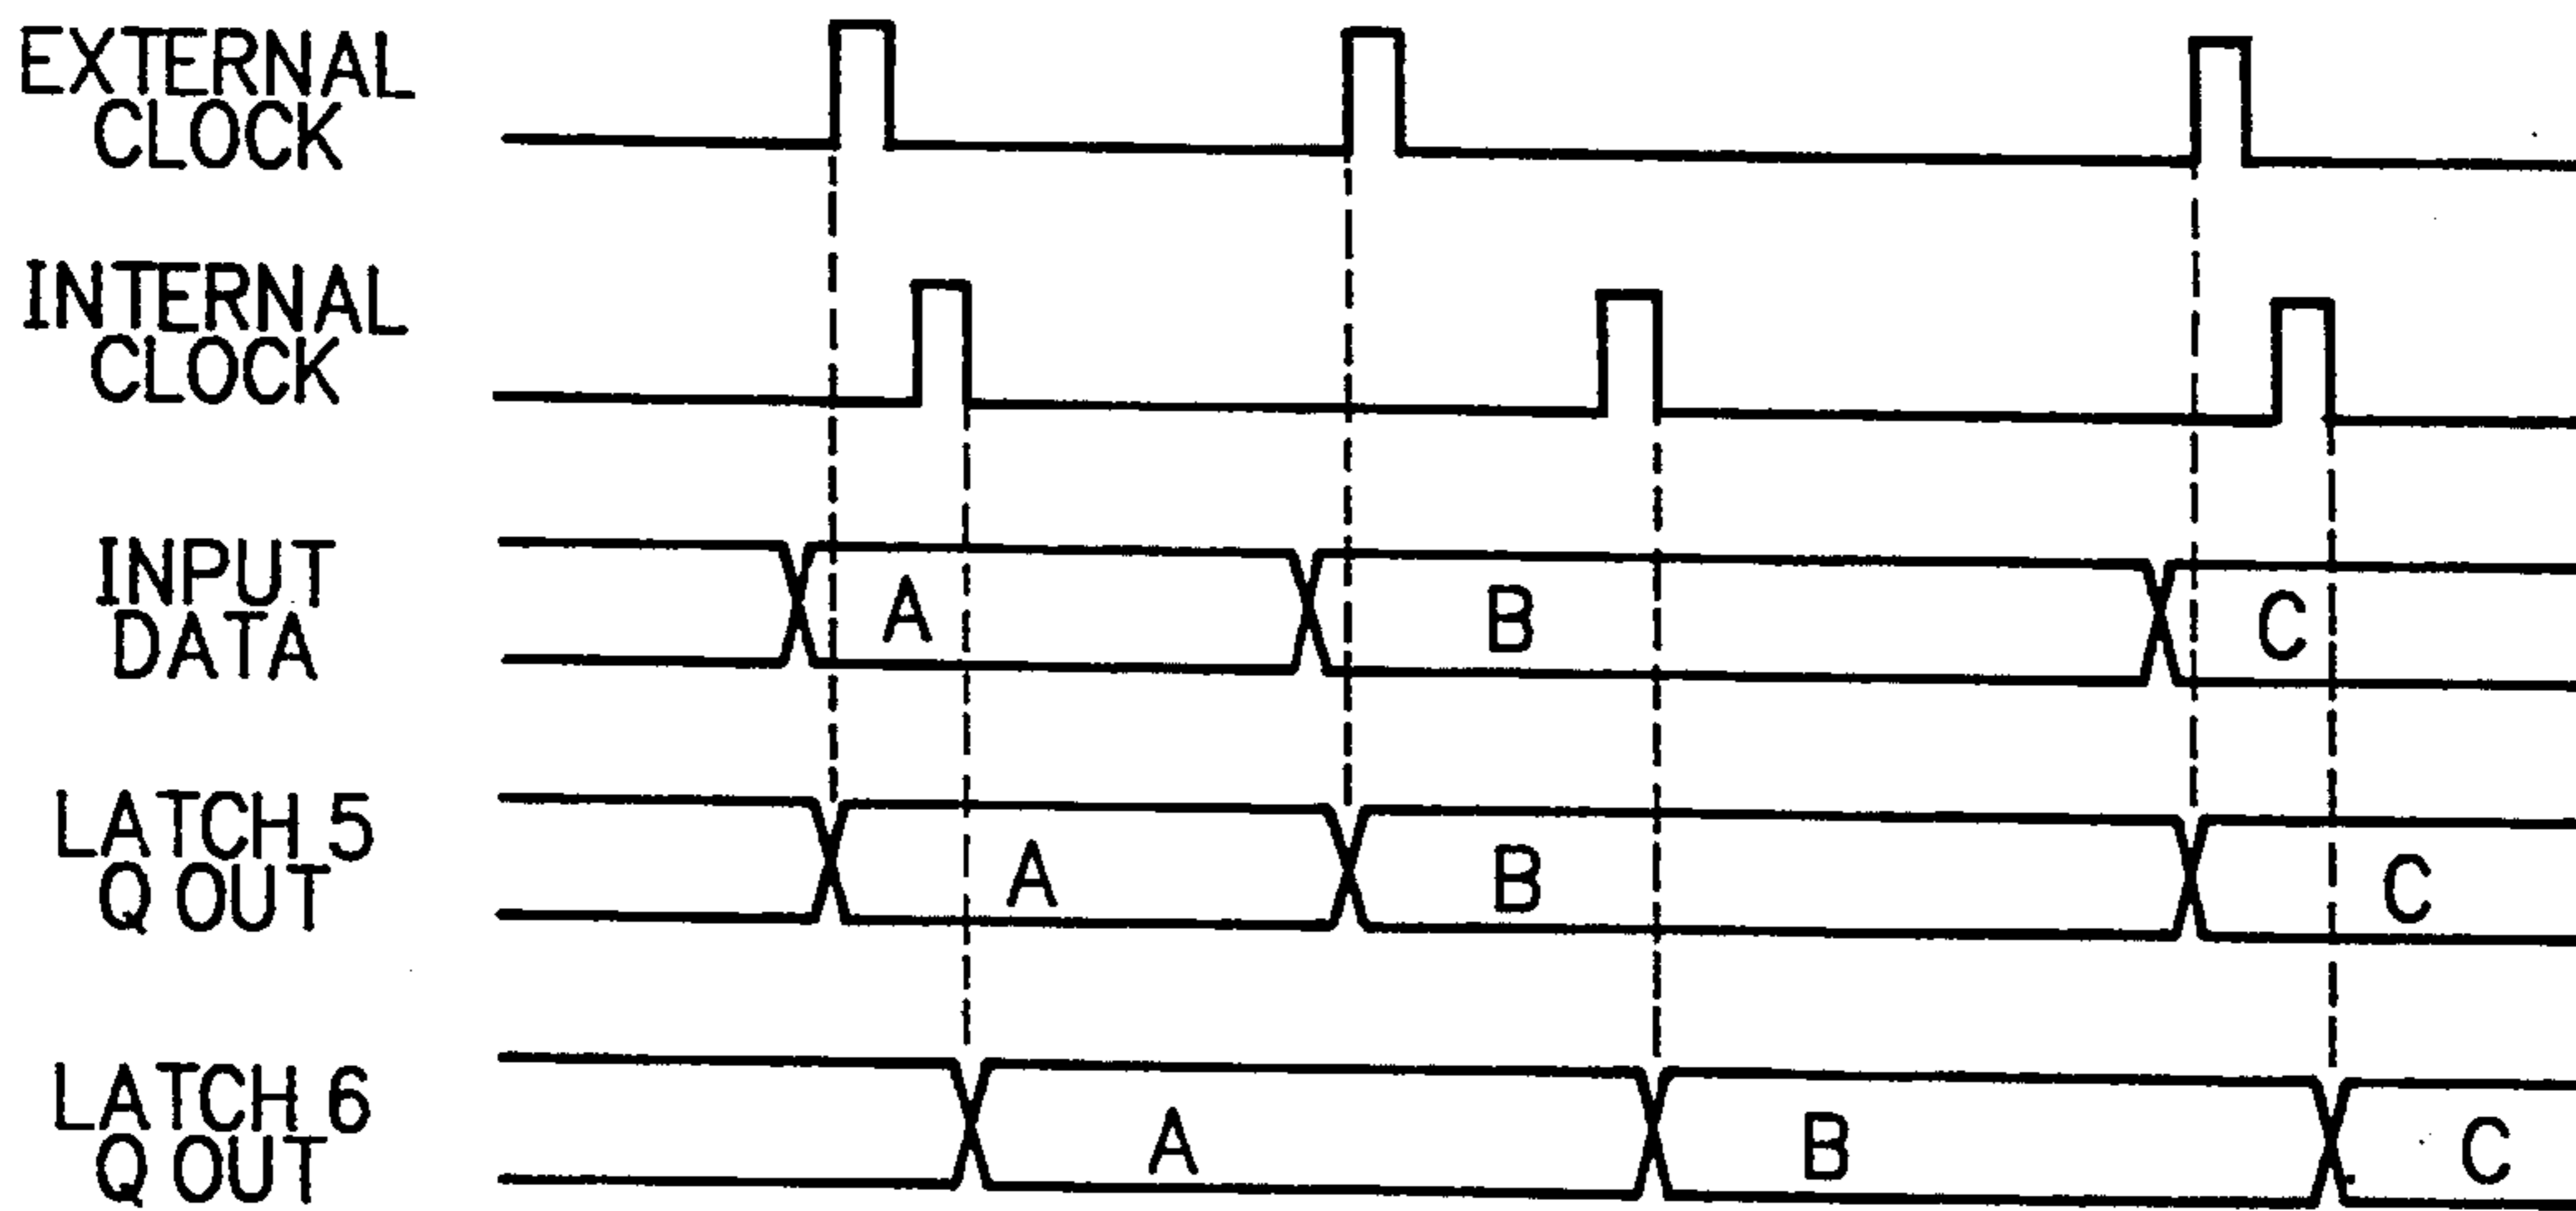 EXTERNAL
CLOCK
INTERNAL
CLOCK
INPUT
DATA
A
B
C
LATCH 5
Q OUT
A
B
C
LATCH 6
Q OUT
A
B
C